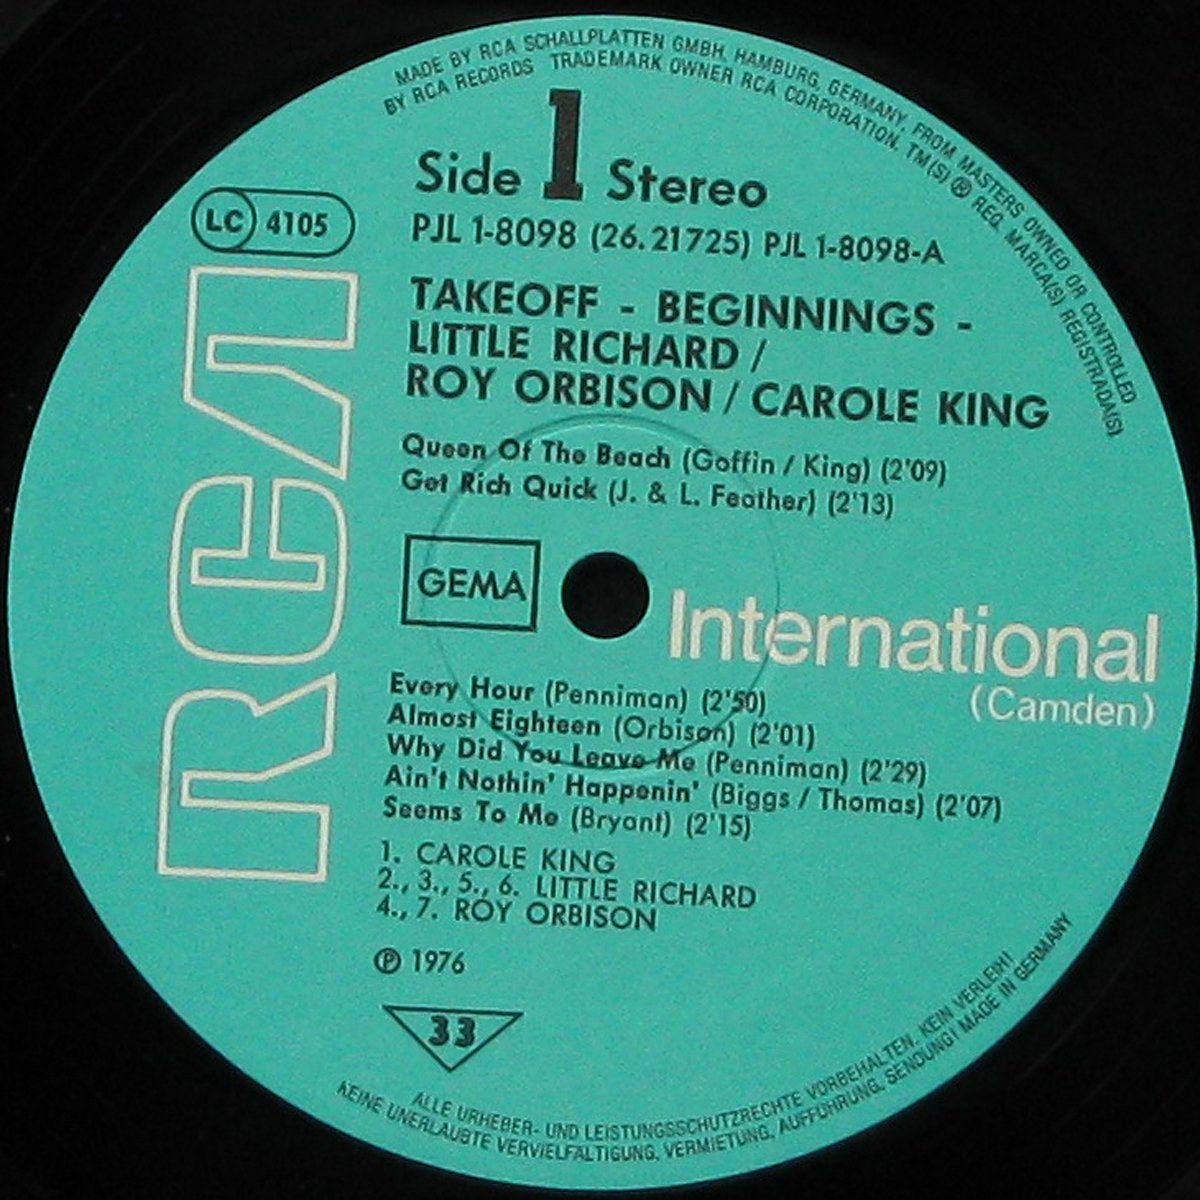 MADE BY RCA SCHALLPLATTEN GMBH, HAMBURG, GERMANY, FROM MASTERS OWNED OR CONTROLLED
BY RCA RECORDS TRADEMARK OWNER RCA CORPORATION. TM(S) ® REG. MARCA(S) REGISTRADA(S)
Side 1 Stereo
LC 4105
PJL 1-8098 (26.21725) PJL 1-8098-A
TAKEOFF - BEGINNINGS -
LITTLE RICHARD /
ROY ORBISON / CAROLE KING
RCA
Queen Of The Beach (Goffin / King) (2'09)
Get Rich Quick (J. & L. Feather) (2'13)
GEMA
International
(Camden)
Every Hour (Penniman) (2'50)
Almost Eighteen (Orbison) (2'01)
Why Did You Leave Me (Penniman) (2'29)
Ain't Nothin' Happenin' (Biggs / Thomas) (2'07)
Seems To Me (Bryant) (2'15)
1. CAROLE KING
2., 3., 5., 6. LITTLE RICHARD
4., 7. ROY ORBISON
℗ 1976
33
ALLE URHEBER- UND LEISTUNGSSCHUTZRECHTE VORBEHALTEN. KEIN VERLEIH!
KEINE UNERLAUBTE VERVIELFÄLTIGUNG, VERMIETUNG, AUFFÜHRUNG, SENDUNG! MADE IN GERMANY